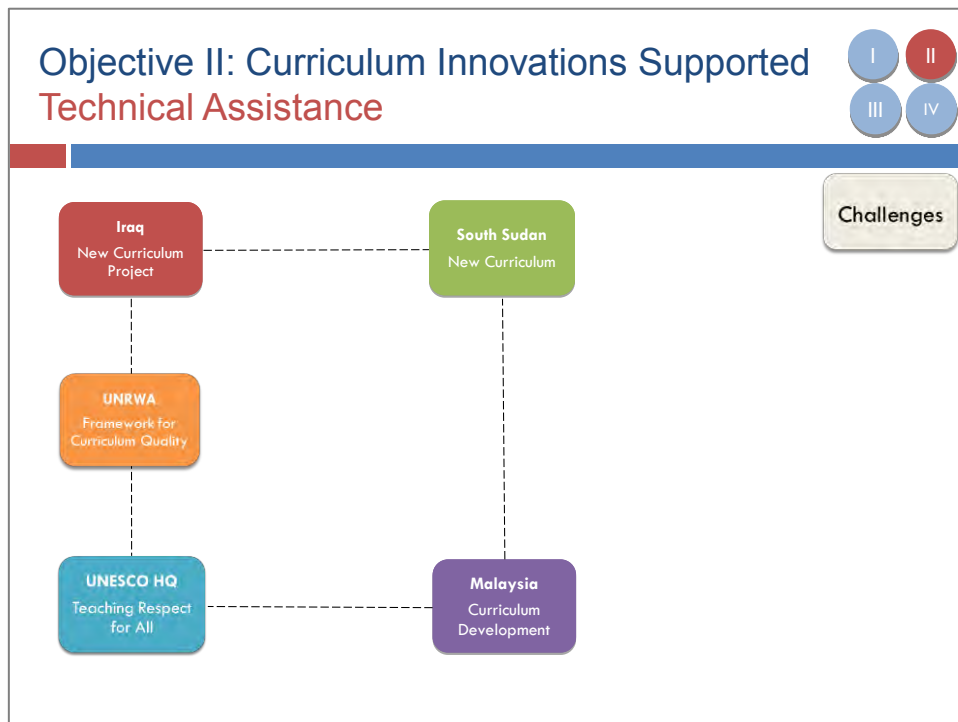 Objective II: Curriculum Innovations Supported
Technical Assistance
I
II
III
IV
Challenges
Iraq
New Curriculum
Project
South Sudan
New Curriculum
UNRWA
Framework for
Curriculum Quality
UNESCO HQ
Teaching Respect
for All
Malaysia
Curriculum
Development